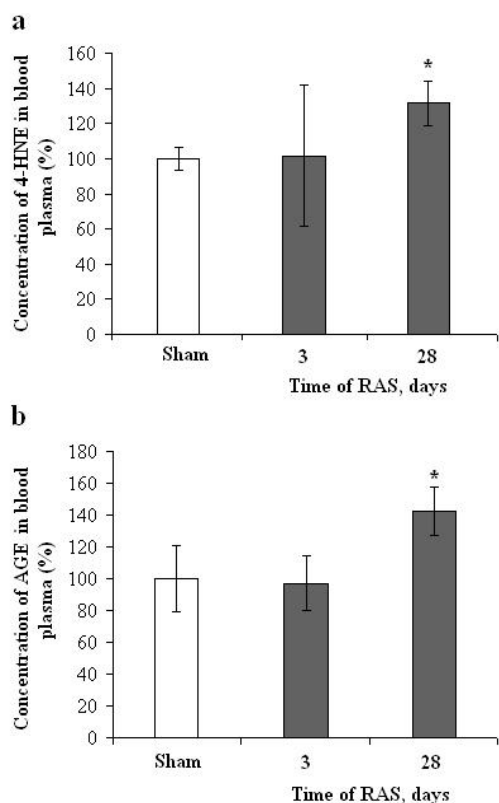 a
Concentration of 4-HNE in blood
plasma (%)
160
140
120
100
80
60
40
20
0
*
Sham
3
28
Time of RAS, days
b
Concentration of AGE in blood
plasma (%)
180
160
140
120
100
80
60
40
20
0
*
Sham
3
28
Time of RAS, days